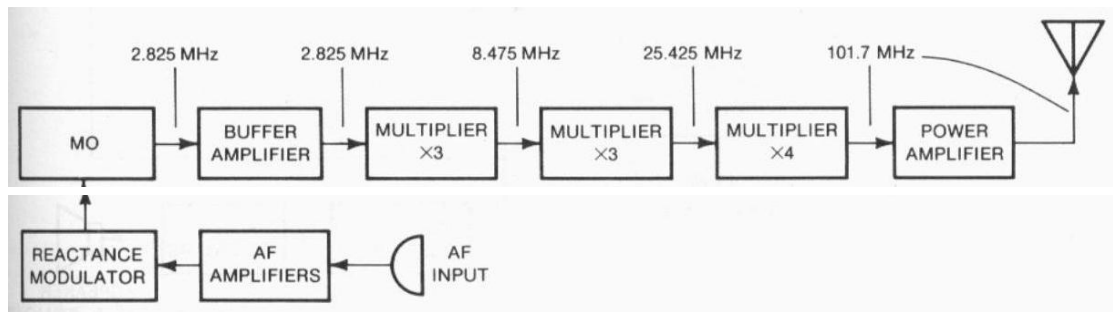 2.825 MHz
2.825 MHz
8.475 MHz
25.425 MHz
101.7 MHz
MO
BUFFER
AMPLIFIER
MULTIPLIER
×3
MULTIPLIER
×3
MULTIPLIER
×4
POWER
AMPLIFIER
REACTANCE
MODULATOR
AF
AMPLIFIERS
AF
INPUT